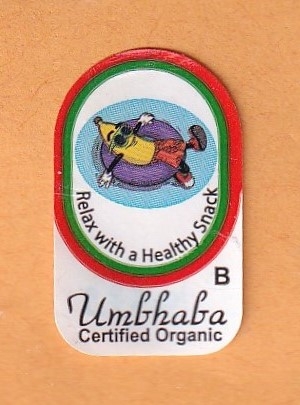 Relax with a Healthy Snack
B
Umbhaba
Certified Organic